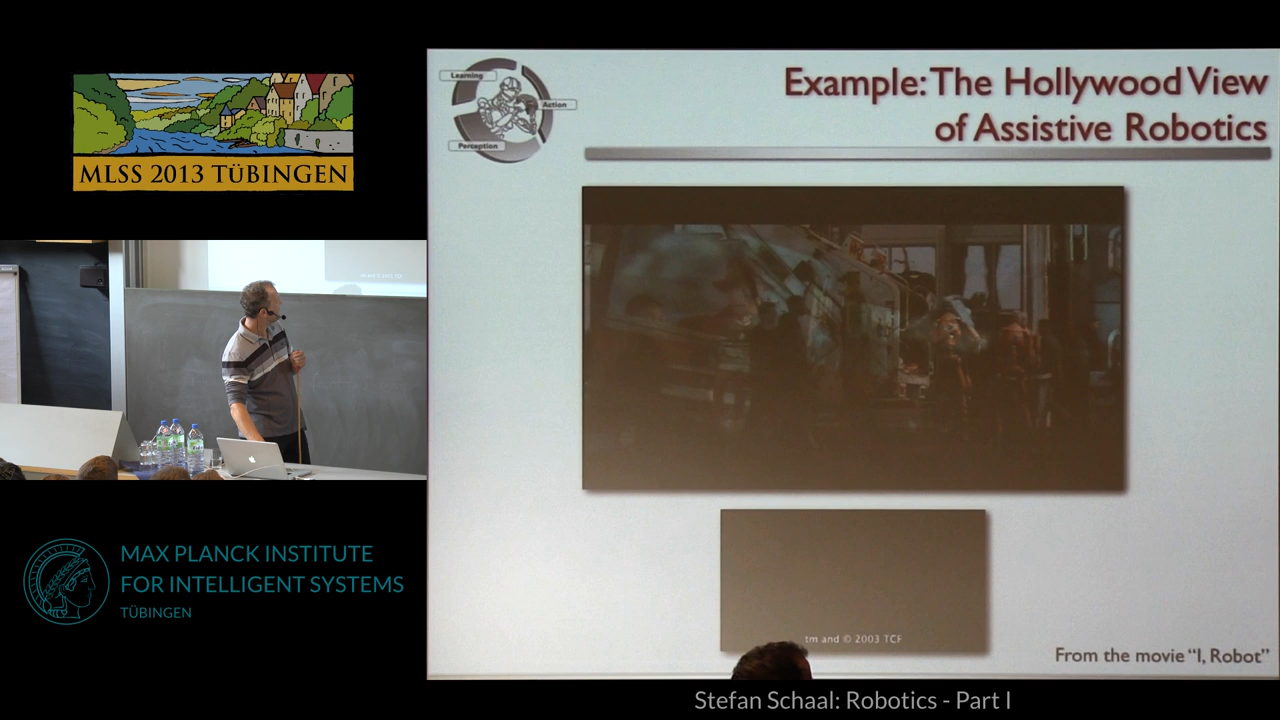 MLSS 2013 TÜBINGEN
MAX PLANCK INSTITUTE
FOR INTELLIGENT SYSTEMS
TÜBINGEN
Learning
Action
Perception
Example: The Hollywood View
of Assistive Robotics
tm and © 2003 TCF
From the movie “I, Robot”
Stefan Schaal: Robotics - Part I